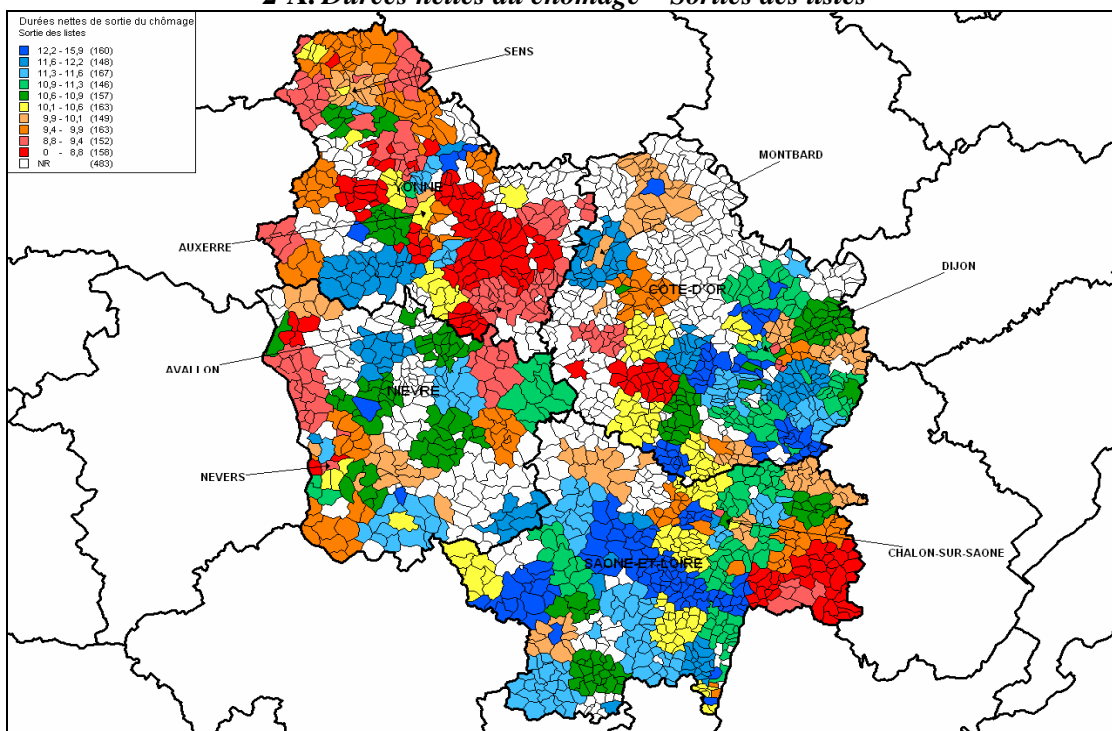 2-A. Durées nettes du chômage – Sorties des listes
Durées nettes de sortie du chômage
Sortie des listes
12,2 - 15,9 (160)
11,6 - 12,2 (148)
11,3 - 11,6 (167)
10,9 - 11,3 (146)
10,6 - 10,9 (157)
10,1 - 10,6 (163)
9,9 - 10,1 (149)
9,4 - 9,9 (163)
8,8 - 9,4 (152)
0 - 8,8 (158)
NR (483)
SENS
MONTBARD
YONNE
AUXERRE
DIJON
CÔTE-D'OR
AVALLON
NIEVRE
NEVERS
CHALON-SUR-SAONE
SAONE-ET-LOIRE